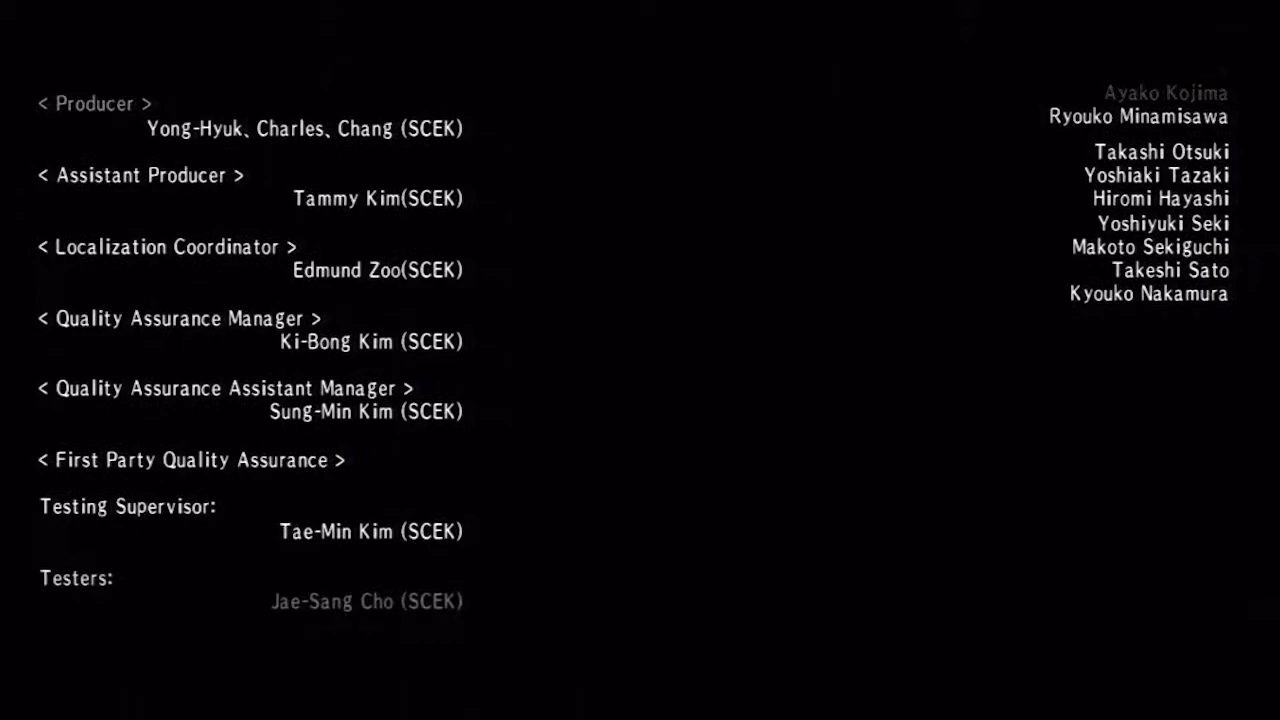 < Producer >
Yong-Hyuk、Charles、Chang (SCEK)
< Assistant Producer >
Tammy Kim(SCEK)
< Localization Coordinator >
Edmund Zoo(SCEK)
< Quality Assurance Manager >
Ki-Bong Kim (SCEK)
< Quality Assurance Assistant Manager >
Sung-Min Kim (SCEK)
< First Party Quality Assurance >
Testing Supervisor:
Tae-Min Kim (SCEK)
Testers:
Jae-Sang Cho (SCEK)
Ayako Kojima
Ryouko Minamisawa
Takashi Otsuki
Yoshiaki Tazaki
Hiromi Hayashi
Yoshiyuki Seki
Makoto Sekiguchi
Takeshi Sato
Kyouko Nakamura